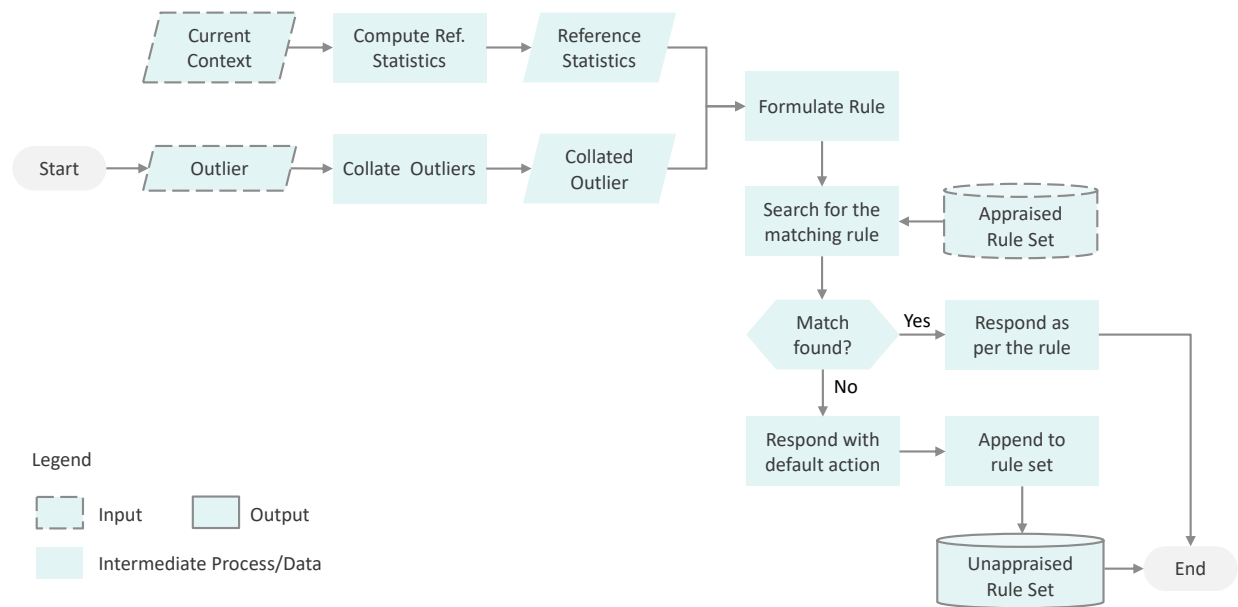 Current
Context
Compute Ref.
Statistics
Reference
Statistics
Formulate Rule
Start
Outlier
Collate Outliers
Collated
Outlier
Search for the
matching rule
Appraised
Rule Set
Match
found?
Yes
Respond as
per the rule
No
Respond with
default action
Append to
rule set
Legend
Input
Output
Intermediate Process/Data
Unappraised
Rule Set
End